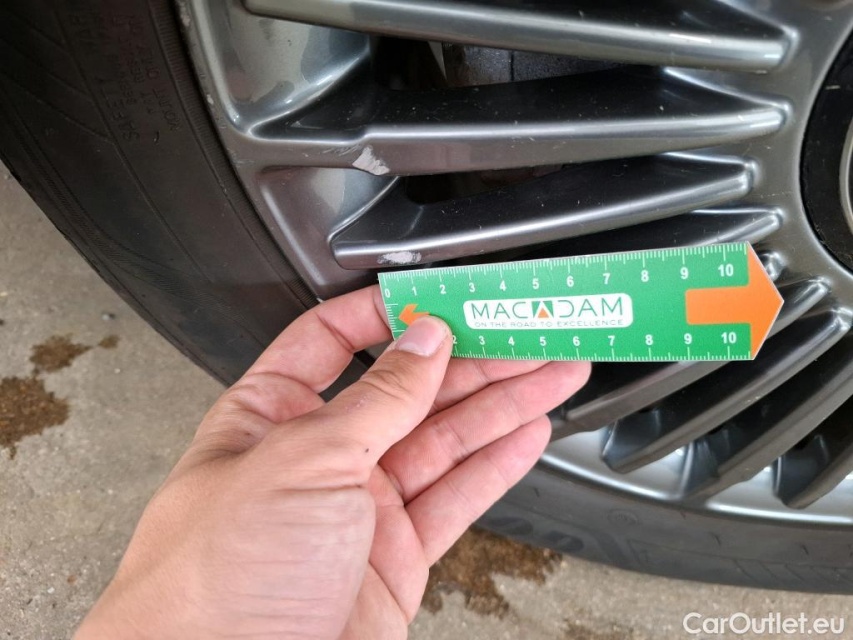 SAFETY
0 1 2 3 4 5 6 7 8 9 10
MACADAM
ON THE ROAD TO EXCELLENCE
2 3 4 5 6 7 8 9 10
CarOutlet.eu